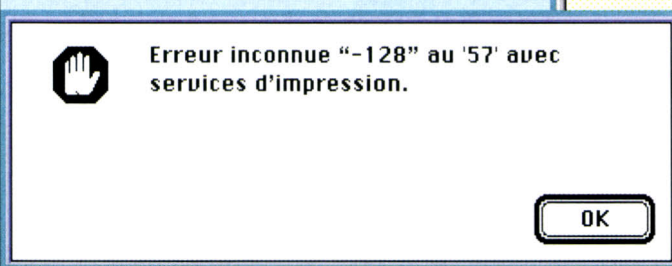 Erreur inconnue “-128” au '57' avec
services d'impression.
OK